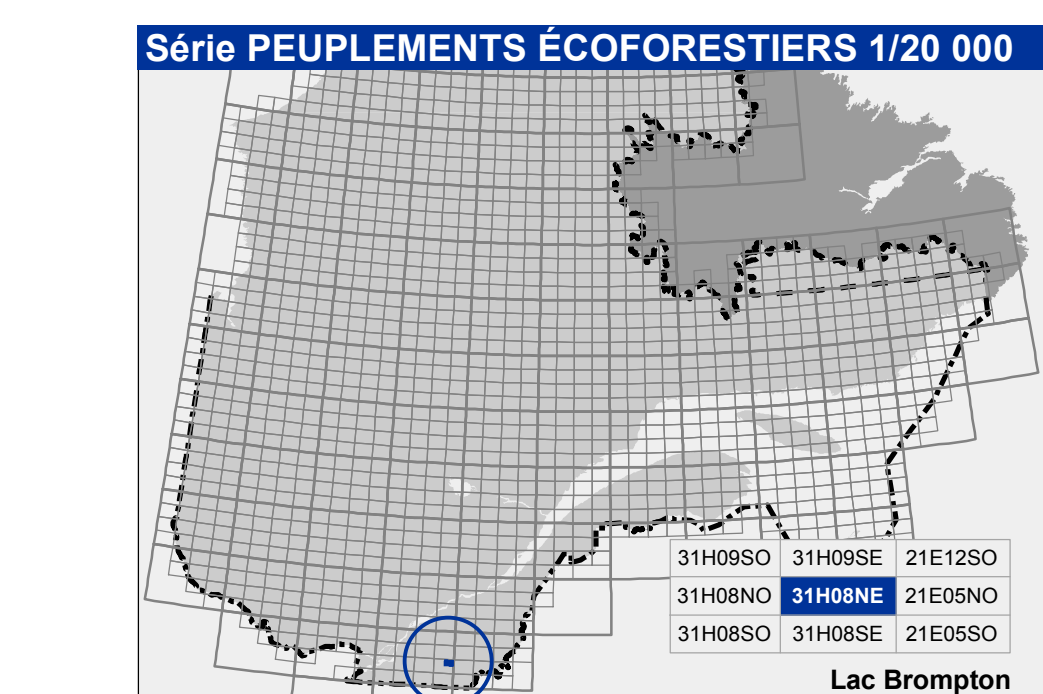 Série PEUPLEMENTS ÉCOFORESTIERS 1/20 000
31H09SO 31H09SE 21E12SO
31H08NO 31H08NE 21E05NO
31H08SO 31H08SE 21E05SO
Lac Brompton